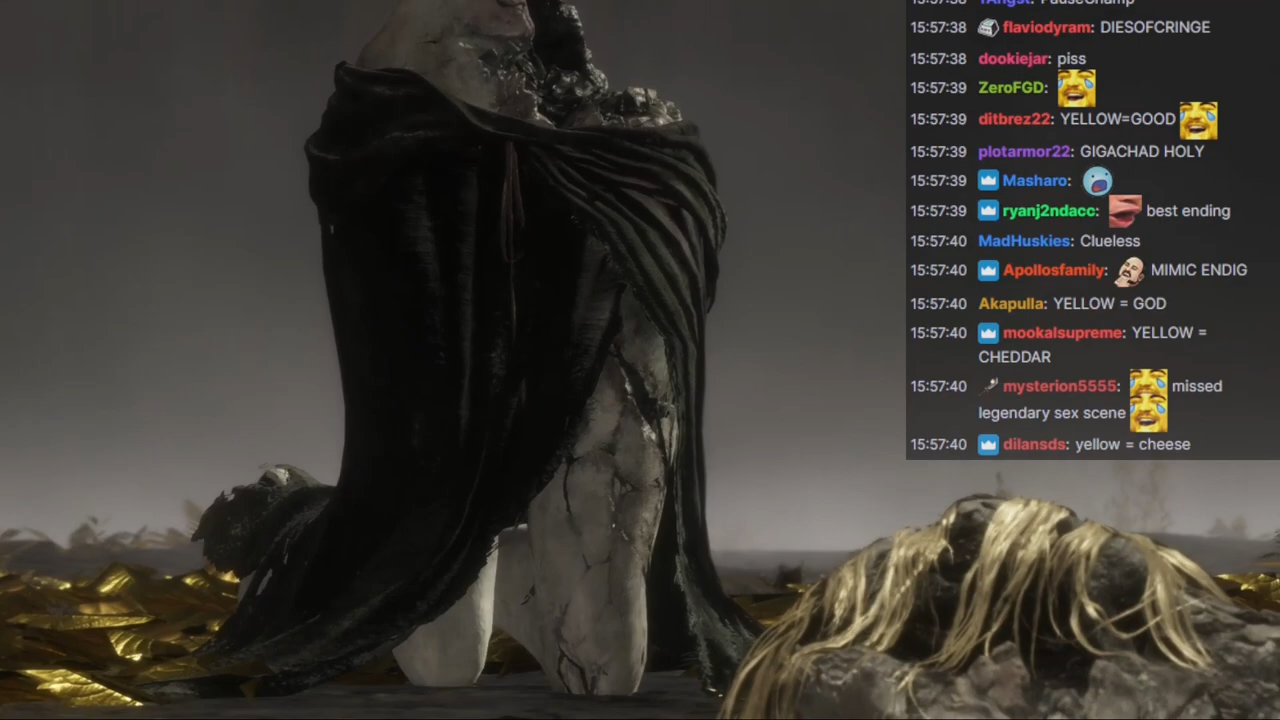 15:57:38 flaviodyram: DIESOFCRINGE
15:57:38 dookiejar: piss
15:57:39 ZeroFGD:
15:57:39 ditbrez22: YELLOW=GOOD
15:57:39 plotarmor22: GIGACHAD HOLY
15:57:39 Masharo:
15:57:39 ryanj2ndacc: best ending
15:57:40 MadHuskies: Clueless
15:57:40 Apollosfamily: MIMIC ENDIG
15:57:40 Akapulla: YELLOW = GOD
15:57:40 mookalsupreme: YELLOW =
CHEDDAR
15:57:40 mysterion5555: missed
legendary sex scene
15:57:40 dilansds: yellow = cheese